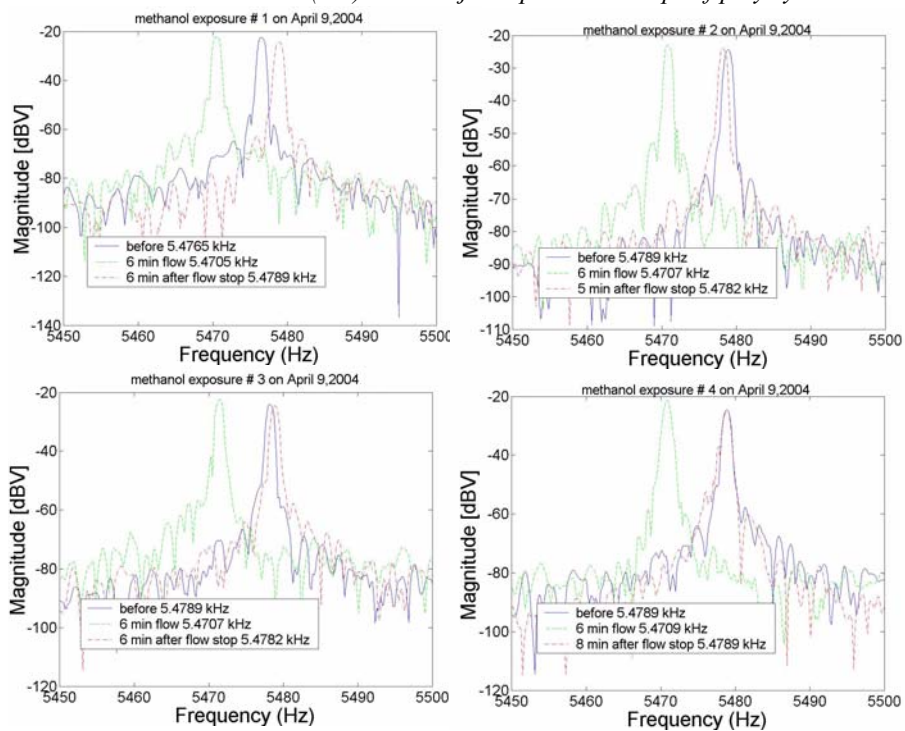 methanol exposure # 1 on April 9,2004
Magnitude [dBV]
-20
-40
-60
-80
-100
-120
-140
before 5.4765 kHz
6 min flow 5.4705 kHz
6 min after flow stop 5.4789 kHz
5450 5460 5470 5480 5490 5500
Frequency (Hz)
methanol exposure # 2 on April 9,2004
Magnitude [dBV]
-20
-30
-40
-50
-60
-70
-80
-90
-100
-110
before 5.4789 kHz
6 min flow 5.4707 kHz
5 min after flow stop 5.4782 kHz
5450 5460 5470 5480 5490 5500
Frequency (Hz)
methanol exposure # 3 on April 9,2004
Magnitude [dBV]
-20
-40
-60
-80
-100
-120
before 5.4789 kHz
6 min flow 5.4707 kHz
6 min after flow stop 5.4782 kHz
5450 5460 5470 5480 5490 5500
Frequency (Hz)
methanol exposure # 4 on April 9,2004
Magnitude [dBV]
-20
-40
-60
-80
-100
-120
before 5.4789 kHz
6 min flow 5.4709 kHz
8 min after flow stop 5.4789 kHz
5450 5460 5470 5480 5490 5500
Frequency (Hz)